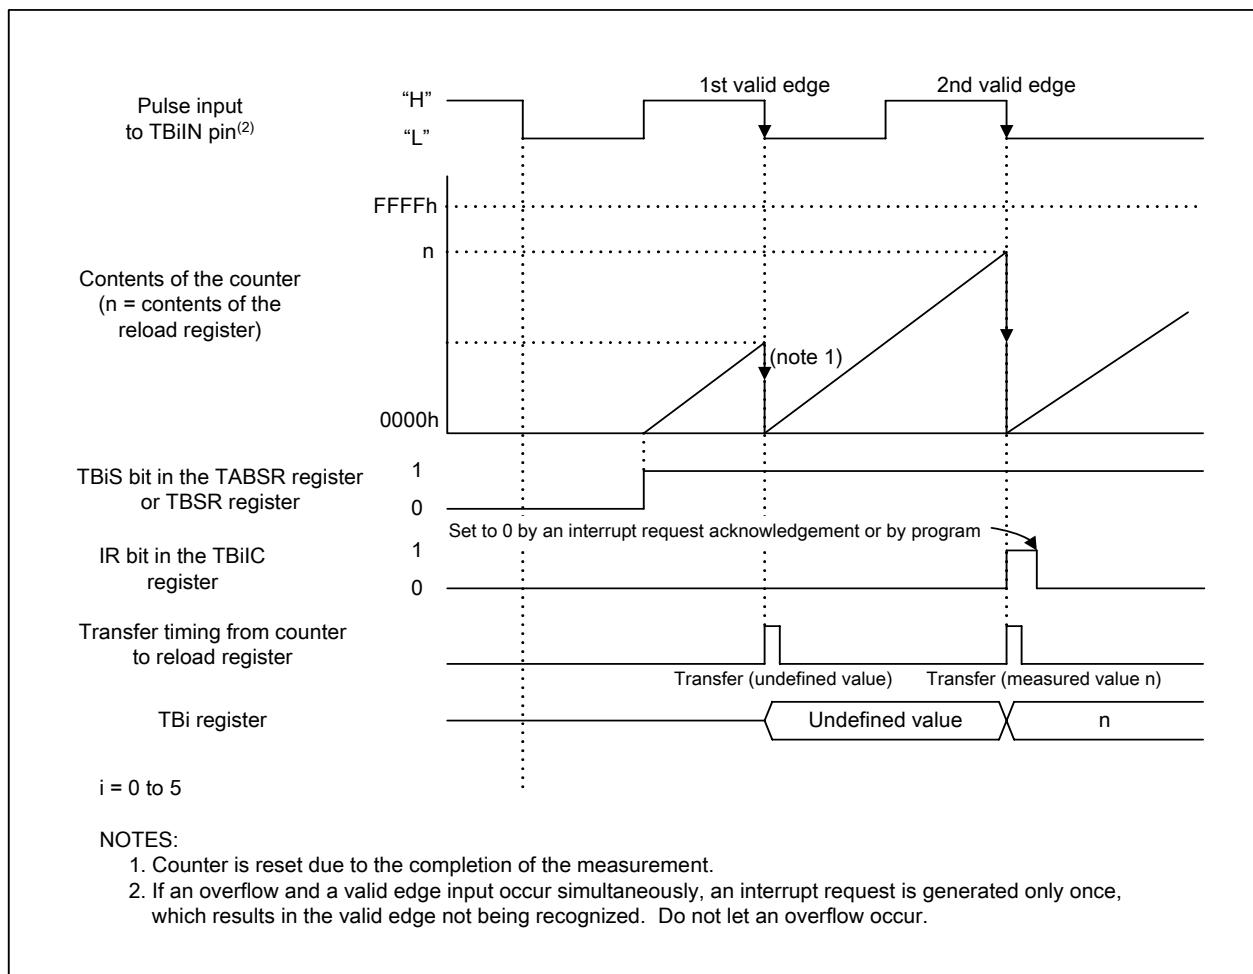 1st valid edge
2nd valid edge
Pulse input
to TBiIN pin(2)
“H”
“L”
FFFFh
n
Contents of the counter
(n = contents of the
reload register)
(note 1)
0000h
TBiS bit in the TABSR register
or TBSR register
1
0
Set to 0 by an interrupt request acknowledgement or by program
IR bit in the TBiIC
register
1
0
Transfer timing from counter
to reload register
Transfer (undefined value)
Transfer (measured value n)
TBi register
Undefined value
n
i = 0 to 5
NOTES:
1. Counter is reset due to the completion of the measurement.
2. If an overflow and a valid edge input occur simultaneously, an interrupt request is generated only once,
which results in the valid edge not being recognized.  Do not let an overflow occur.